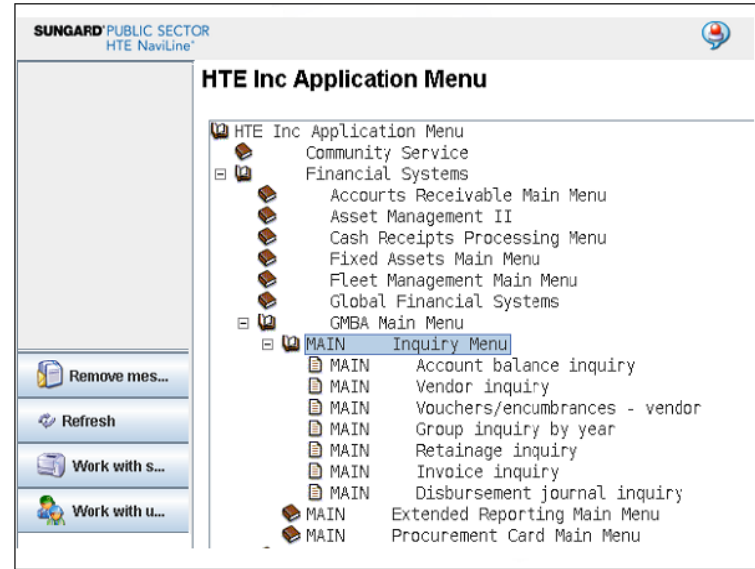 SUNGARD' PUBLIC SECTOR
HTE NaviLine°
HTE Inc Application Menu
HTE Inc Application Menu
Community Service
Financial Systems
Accourts Receivable Main Menu
Asset Management II
Cash Receipts Processing Menu
Fixed Assets Main Menu
Fleet Management Main Menu
Global Financial Systems
GMBA Main Menu
MAIN Inquiry Menu
MAIN Account balance inquiry
MAIN Vendor inquiry
MAIN Vouchers/encumbrances - vendor
MAIN Group inquiry by year
MAIN Retainage inquiry
MAIN Invoice inquiry
MAIN Disbursement journal inquiry
MAIN Extended Reporting Main Menu
MAIN Procurement Card Main Menu
Remove mes...
Refresh
Work with s...
Work with u...